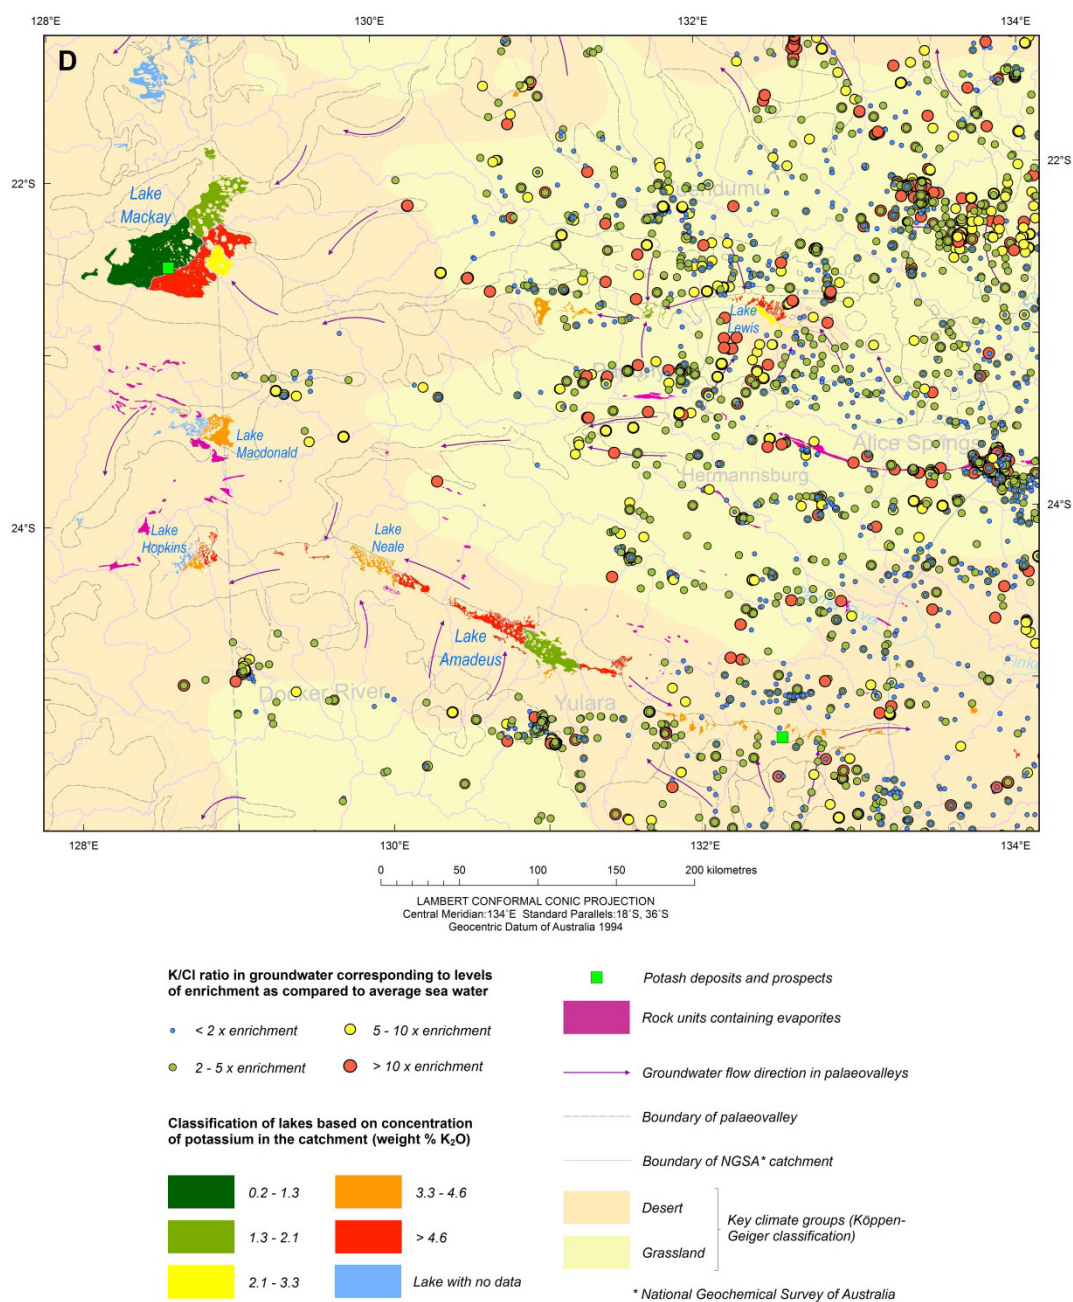 128°E 130°E 132°E 134°E
D
22°S 22°S
Lake
Mackay
Lake
Lewis
Lake
Macdonald
Alice Springs
Hermannsburg
24°S 24°S
Lake
Hopkins
Lake
Neale
Lake
Amadeus
Docker River
Yulara
128°E 130°E 132°E 134°E
0 50 100 150 200 kilometres
LAMBERT CONFORMAL CONIC PROJECTION
Central Meridian:134°E Standard Parallels:18°S, 36°S
Geocentric Datum of Australia 1994
K/Cl ratio in groundwater corresponding to levels
of enrichment as compared to average sea water
< 2 x enrichment
5 - 10 x enrichment
2 - 5 x enrichment
> 10 x enrichment
Classification of lakes based on concentration
of potassium in the catchment (weight % K₂O)
0.2 - 1.3
3.3 - 4.6
1.3 - 2.1
> 4.6
2.1 - 3.3
Lake with no data
Potash deposits and prospects
Rock units containing evaporites
Groundwater flow direction in palaeovalleys
Boundary of palaeovalley
Boundary of NGSA* catchment
Desert
Grassland
Key climate groups (Köppen-
Geiger classification)
* National Geochemical Survey of Australia